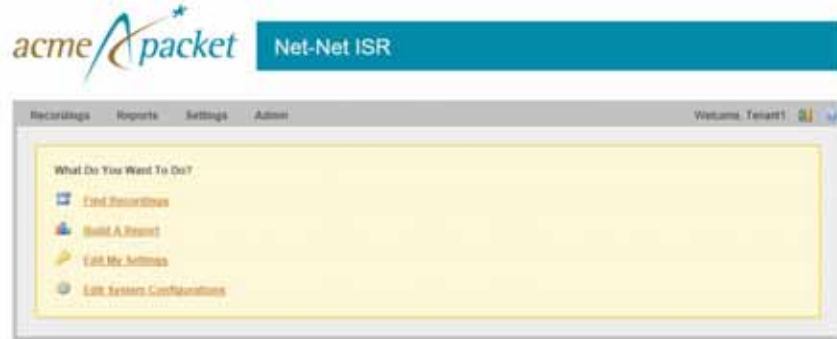 acme packet
Net-Net ISR
Recordings Reports Settings Admin Welcome, Tenant1
What Do You Want To Do?
Find Recordings
Build A Report
Edit My Settings
Edit System Configurations